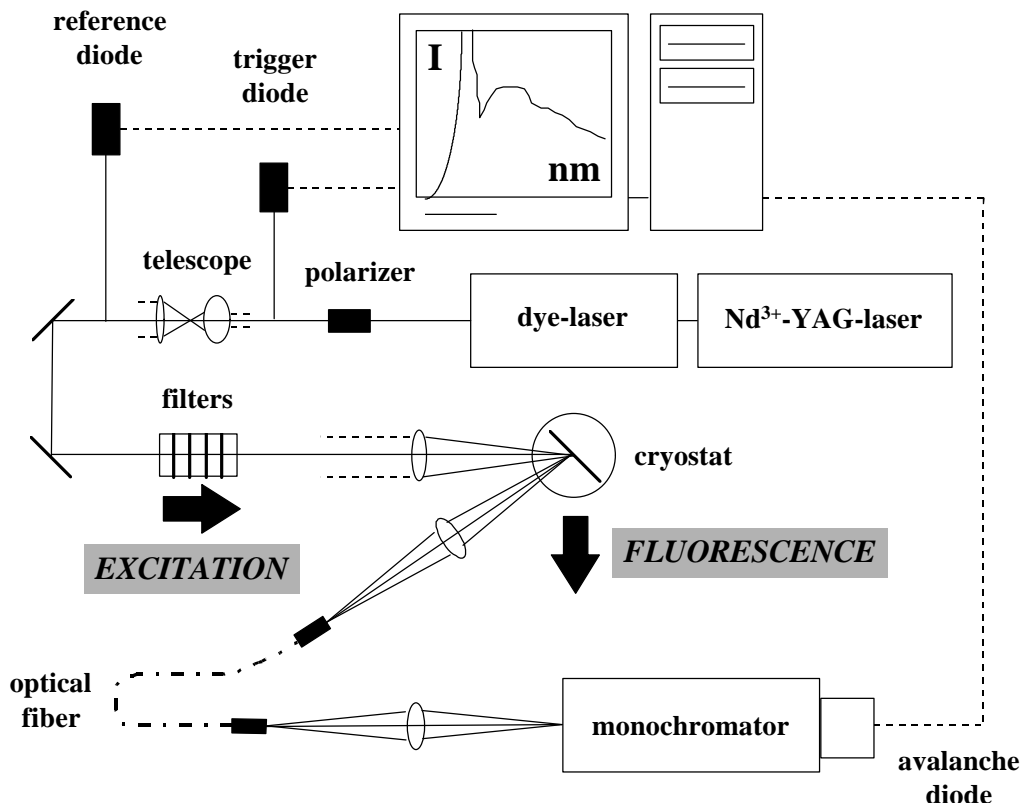 reference
diode
trigger
diode
I
nm
telescope
polarizer
dye-laser
Nd³⁺-YAG-laser
filters
cryostat
EXCITATION
FLUORESCENCE
optical
fiber
monochromator
avalanche
diode